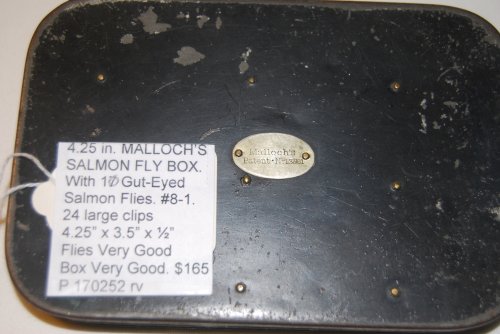 4.25 in. MALLOCH'S
SALMON FLY BOX.
With Gut-Eyed
Salmon Flies. #8-1.
24 large clips
4.25" x 3.5" x ½"
Flies Very Good
Box Very Good. $165
P 170252 rv
Malloch's
Patent